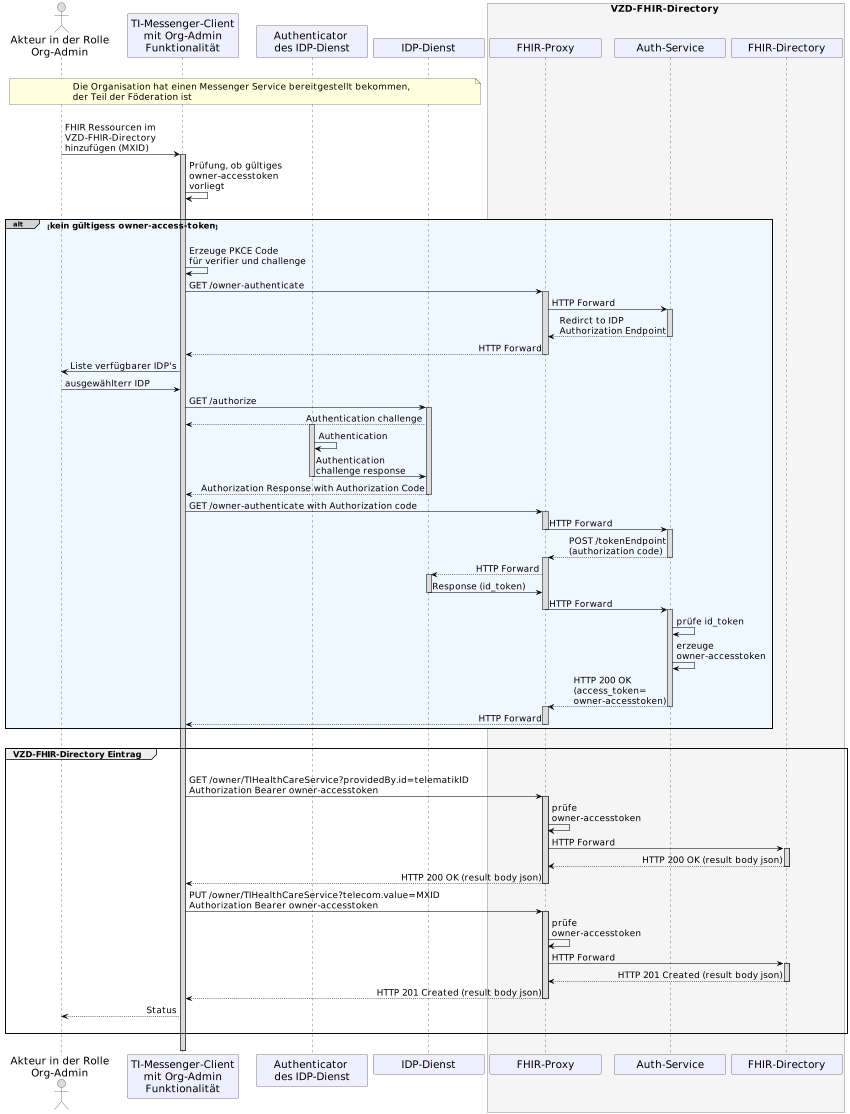 VZD-FHIR-Directory
Akteur in der Rolle
Org-Admin
TI-Messenger-Client
mit Org-Admin
Funktionalität
Authenticator
des IDP-Dienst
IDP-Dienst
FHIR-Proxy
Auth-Service
FHIR-Directory
Die Organisation hat einen Messenger Service bereitgestellt bekommen,
der Teil der Föderation ist
FHIR Ressourcen im
VZD-FHIR-Directory
hinzufügen (MXID)
Prüfung, ob gültiges
owner-accesstoken
vorliegt
alt
[kein gültigess owner-access-token]
Erzeuge PKCE Code
für verifier und challenge
GET /owner-authenticate
HTTP Forward
Redirct to IDP
Authorization Endpoint
HTTP Forward
Liste verfügbarer IDP's
ausgewählterr IDP
GET /authorize
Authentication challenge
Authentication
Authentication
challenge response
Authorization Response with Authorization Code
GET /owner-authenticate with Authorization code
HTTP Forward
POST /tokenEndpoint
(authorization code)
HTTP Forward
Response (id_token)
HTTP Forward
prüfe id_token
erzeuge
owner-accesstoken
HTTP 200 OK
(access_token=
owner-accesstoken)
HTTP Forward
VZD-FHIR-Directory Eintrag
GET /owner/TIHealthCareService?providedBy.id=telematikID
Authorization Bearer owner-accesstoken
prüfe
owner-accesstoken
HTTP Forward
HTTP 200 OK (result body json)
HTTP 200 OK (result body json)
PUT /owner/TIHealthCareService?telecom.value=MXID
Authorization Bearer owner-accesstoken
prüfe
owner-accesstoken
HTTP Forward
HTTP 201 Created (result body json)
HTTP 201 Created (result body json)
Status
Akteur in der Rolle
Org-Admin
TI-Messenger-Client
mit Org-Admin
Funktionalität
Authenticator
des IDP-Dienst
IDP-Dienst
FHIR-Proxy
Auth-Service
FHIR-Directory